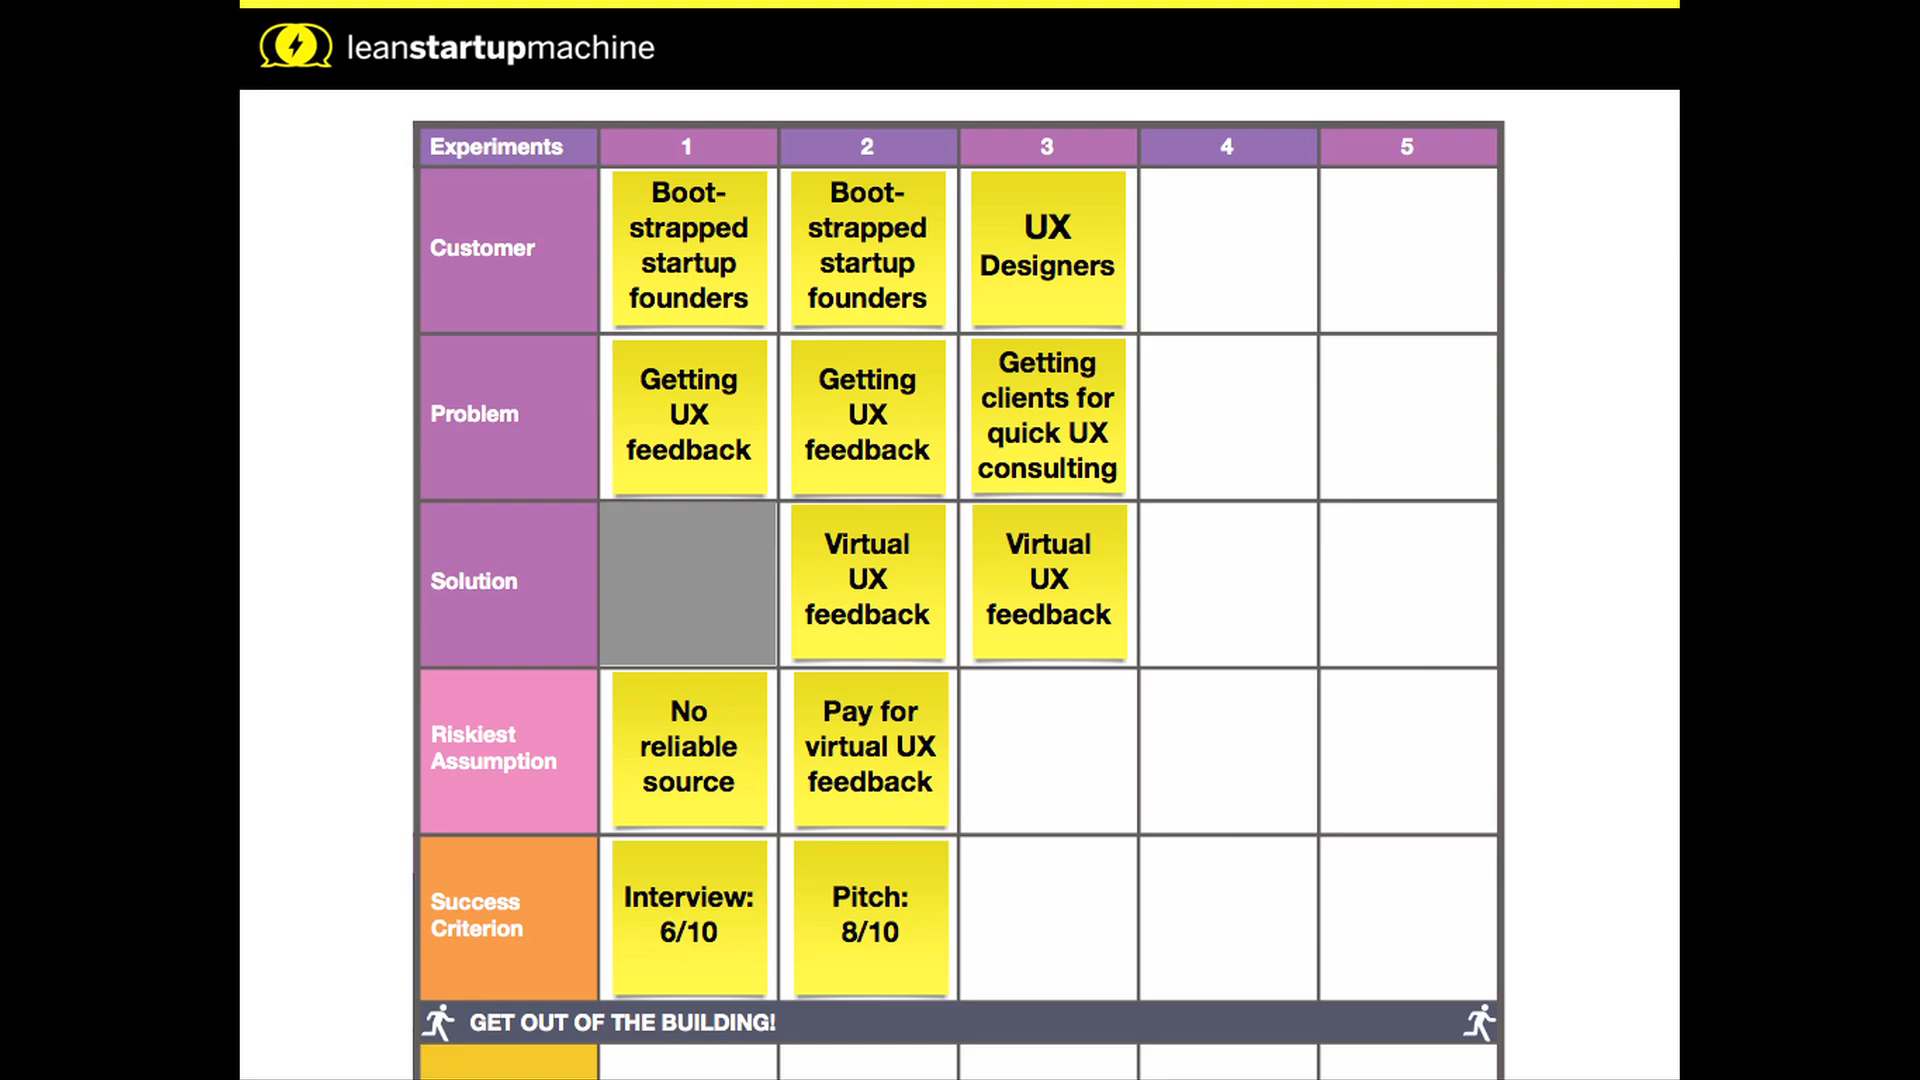 leanstartupmachine
Experiments 1 2 3 4 5
Customer
Boot-
strapped
startup
founders
Boot-
strapped
startup
founders
UX
Designers
Problem
Getting
UX
feedback
Getting
UX
feedback
Getting
clients for
quick UX
consulting
Solution
Virtual
UX
feedback
Virtual
UX
feedback
Riskiest
Assumption
No
reliable
source
Pay for
virtual UX
feedback
Success
Criterion
Interview:
6/10
Pitch:
8/10
GET OUT OF THE BUILDING!